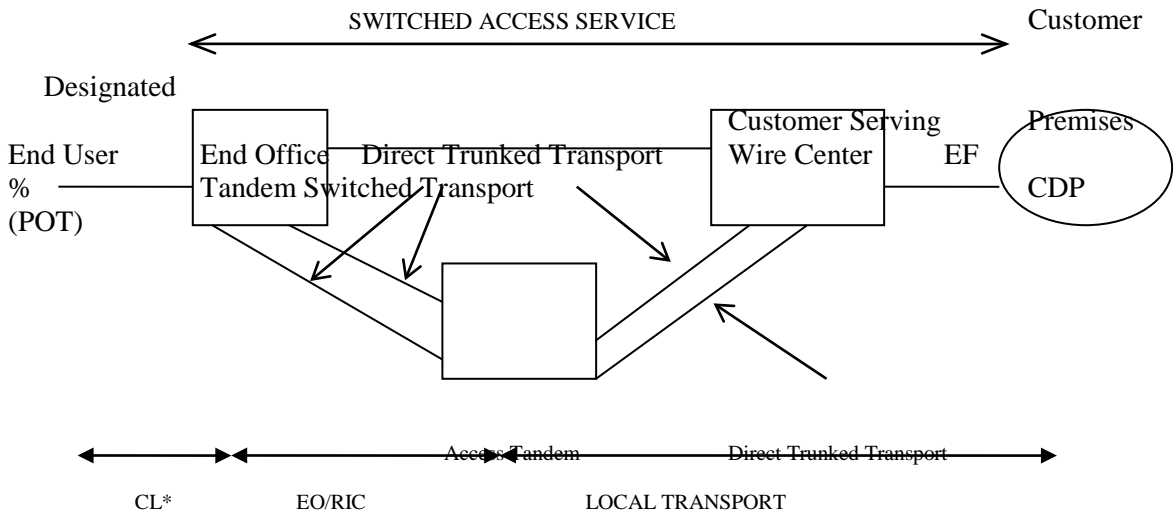 SWITCHED ACCESS SERVICE Customer
Designated
Customer Serving Premises
End User End Office Direct Trunked Transport Wire Center EF
% Tandem Switched Transport CDP
(POT)
Access Tandem Direct Trunked Transport
CL* EO/RIC LOCAL TRANSPORT